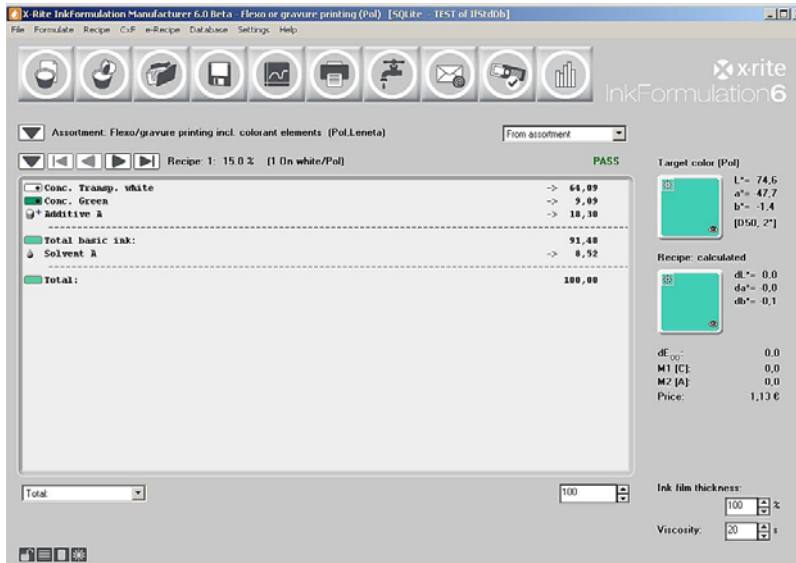 X-Rite InkFormulation Manufacturer 6.0 Beta - Flexo or gravure printing (Pol) [SQLite - TEST of IfStdDb]
File Formulate Recipe CxF e-Recipe Database Settings Help
x·rite
InkFormulation6
Assortment: Flexo/gravure printing incl. colorant elements (Pol.Leneta)
From assortment
Recipe: 1: 15.0 % (1 On white/Pol)
PASS
Conc. Transp. white -> 64,09
Conc. Green -> 9,09
Additive A -> 18,30
Total basic ink: 91,48
Solvent A -> 8,52
Total: 100,00
Target color (Pol)
L*= 74,6
a*= -47,7
b*= -1,4
[D50, 2°]
Recipe: calculated
dL*= 0.0
da*= -0,0
db*= -0,1
dE00: 0.0
M1 [C]: 0,0
M2 [A]: 0,0
Price: 1,13 €
Total:
100
Ink film thickness:
100 %
Viscosity: 20 s